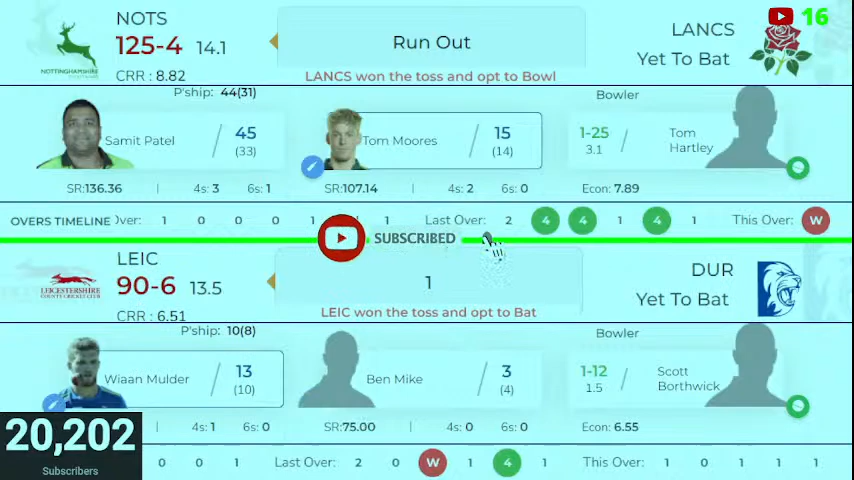 NOTS
125-4 14.1
CRR : 8.82
NOTTINGHAMSHIRE
Run Out
LANCS won the toss and opt to Bowl
LANCS
Yet To Bat
16
P'ship: 44(31)
Samit Patel
45
(33)
Tom Moores
15
(14)
Bowler
1-25
3.1
Tom
Hartley
SR:136.36 | 4s: 3 6s: 1
SR:107.14 | 4s: 2 6s: 0
Econ: 7.89
OVERS TIMELINE Over: 1 0 0 0 1 1 1 Last Over: 2 4 4 1 4 1 This Over: W
SUBSCRIBED
LEIC
90-6 13.5
CRR : 6.51
LEICESTERSHIRE
COUNTY CRICKET CLUB
1
LEIC won the toss and opt to Bat
DUR
Yet To Bat
P'ship: 10(8)
Wiaan Mulder
13
(10)
Ben Mike
3
(4)
Bowler
1-12
1.5
Scott
Borthwick
4s: 1 6s: 0
SR:75.00 | 4s: 0 6s: 0
Econ: 6.55
20,202
Subscribers
0 0 1 Last Over: 2 0 W 1 4 1 This Over: 1 0 1 1 1